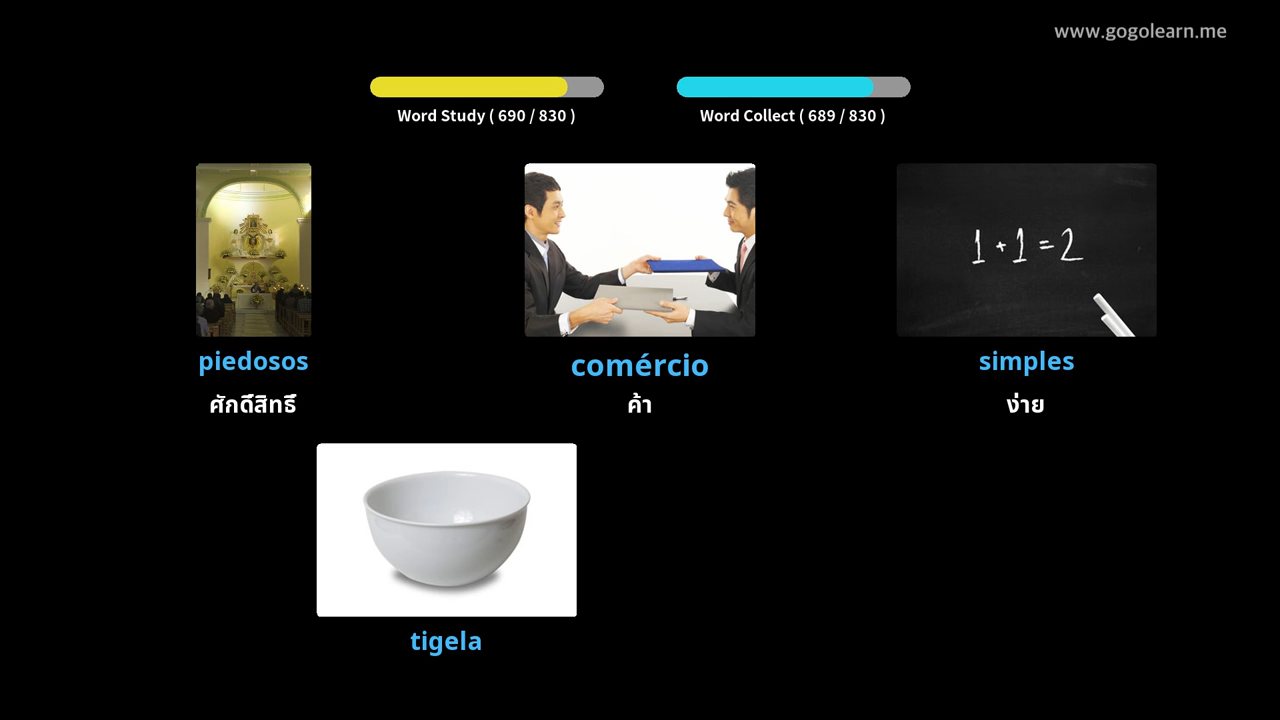 www.gogolearn.me
Word Study ( 690 / 830 )
Word Collect ( 689 / 830 )
1 + 1 = 2
piedosos
comércio
simples
ศักดิ์สิทธิ์
ค้า
ง่าย
tigela